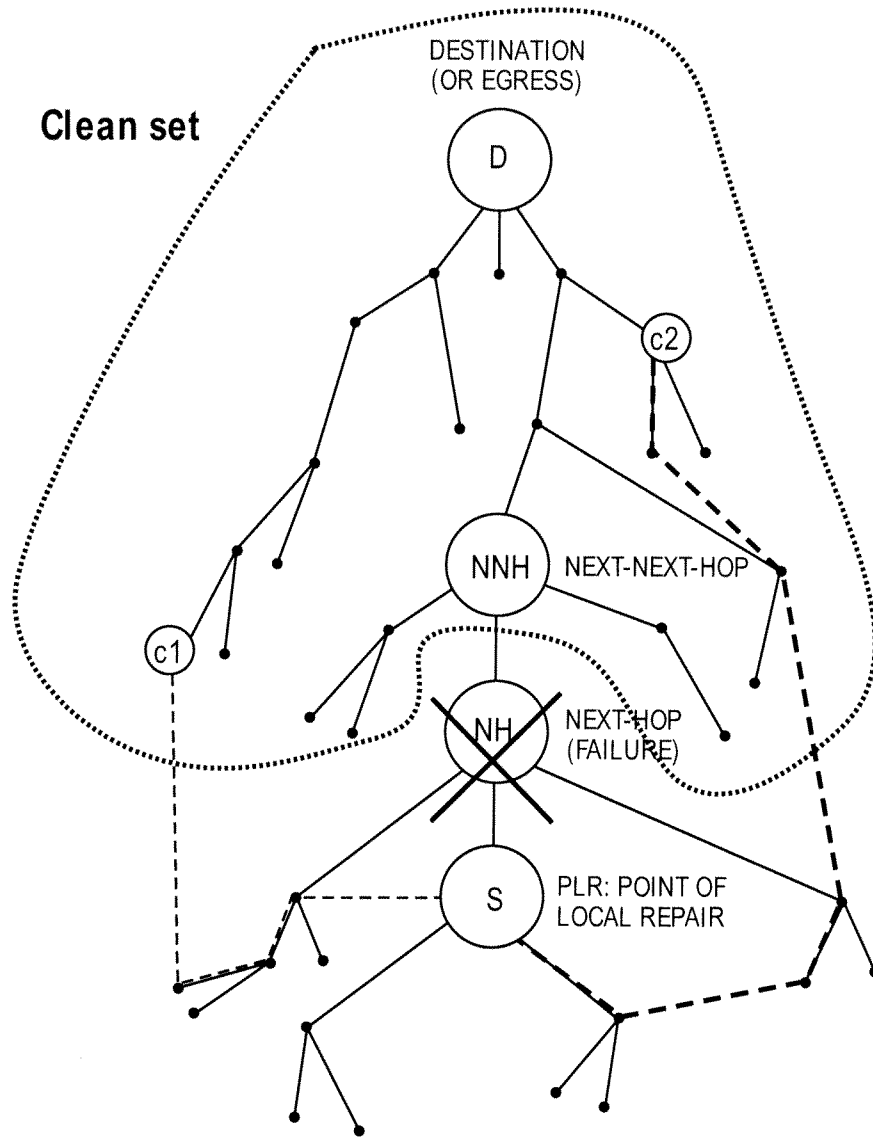 DESTINATION
(OR EGRESS)
Clean set
D
c2
NNH
NEXT-NEXT-HOP
c1
NH
NEXT-HOP
(FAILURE)
S
PLR: POINT OF
LOCAL REPAIR